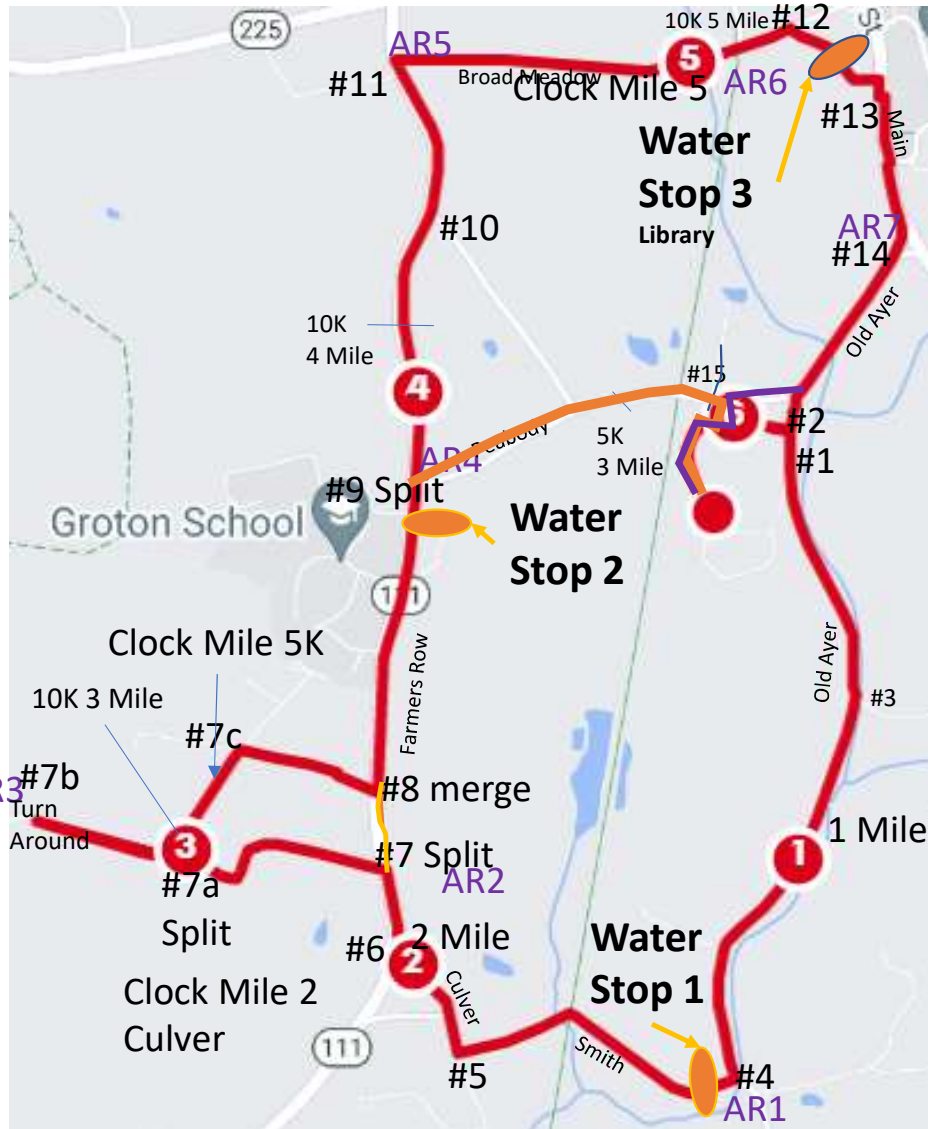 10K 5 Mile
#12
St
225
AR5
5
#11
Broad Meadow
Clock Mile 5
AR6
#13
Main
Water
Stop 3
Library
#10
AR7
#14
10K
4 Mile
Old Ayer
4
#15
#2
5K
3 Mile
#1
Peabody
AR4
#9 Split
Groton School
Water
Stop 2
111
Clock Mile 5K
Farmers Row
Old Ayer
10K 3 Mile
#3
#7c
#7b
#8 merge
R3
Turn
Around
3
#7 Split
1
1 Mile
#7a
Split
AR2
#6
2 Mile
2
Water
Stop 1
Clock Mile 2
Culver
Culver
111
Smith
#5
#4
AR1